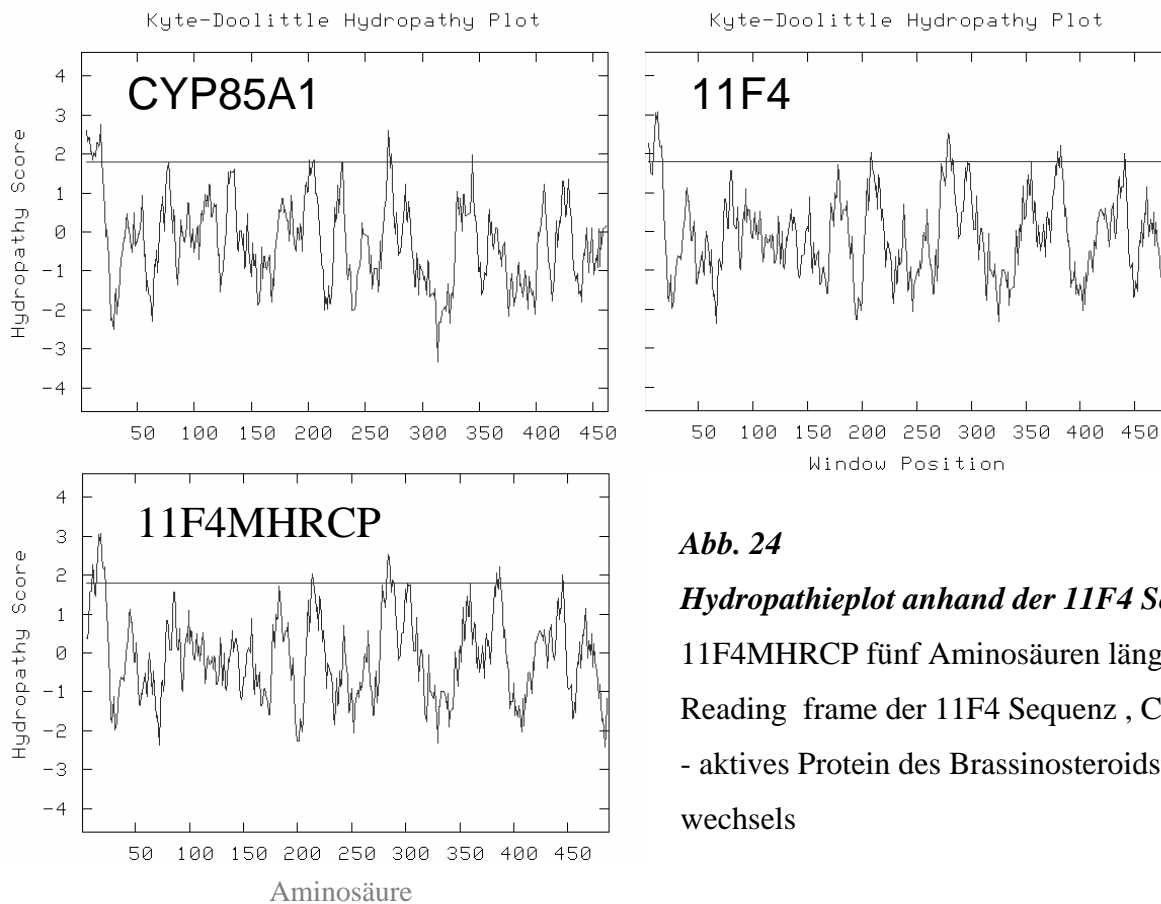 Kyte-Doolittle Hydropathy Plot
CYP85A1
Hydropathy Score
4
3
2
1
0
-1
-2
-3
-4
50 100 150 200 250 300 350 400 450
Kyte-Doolittle Hydropathy Plot
11F4
50 100 150 200 250 300 350 400 450
Window Position
11F4MHRCP
Hydropathy Score
4
3
2
1
0
-1
-2
-3
-4
50 100 150 200 250 300 350 400 450
Aminosäure
Abb. 24
Hydropathieplot anhand der 11F4 Se
11F4MHRCP fünf Aminosäuren läng
Reading frame der 11F4 Sequenz , C
- aktives Protein des Brassinosteroids
wechsels